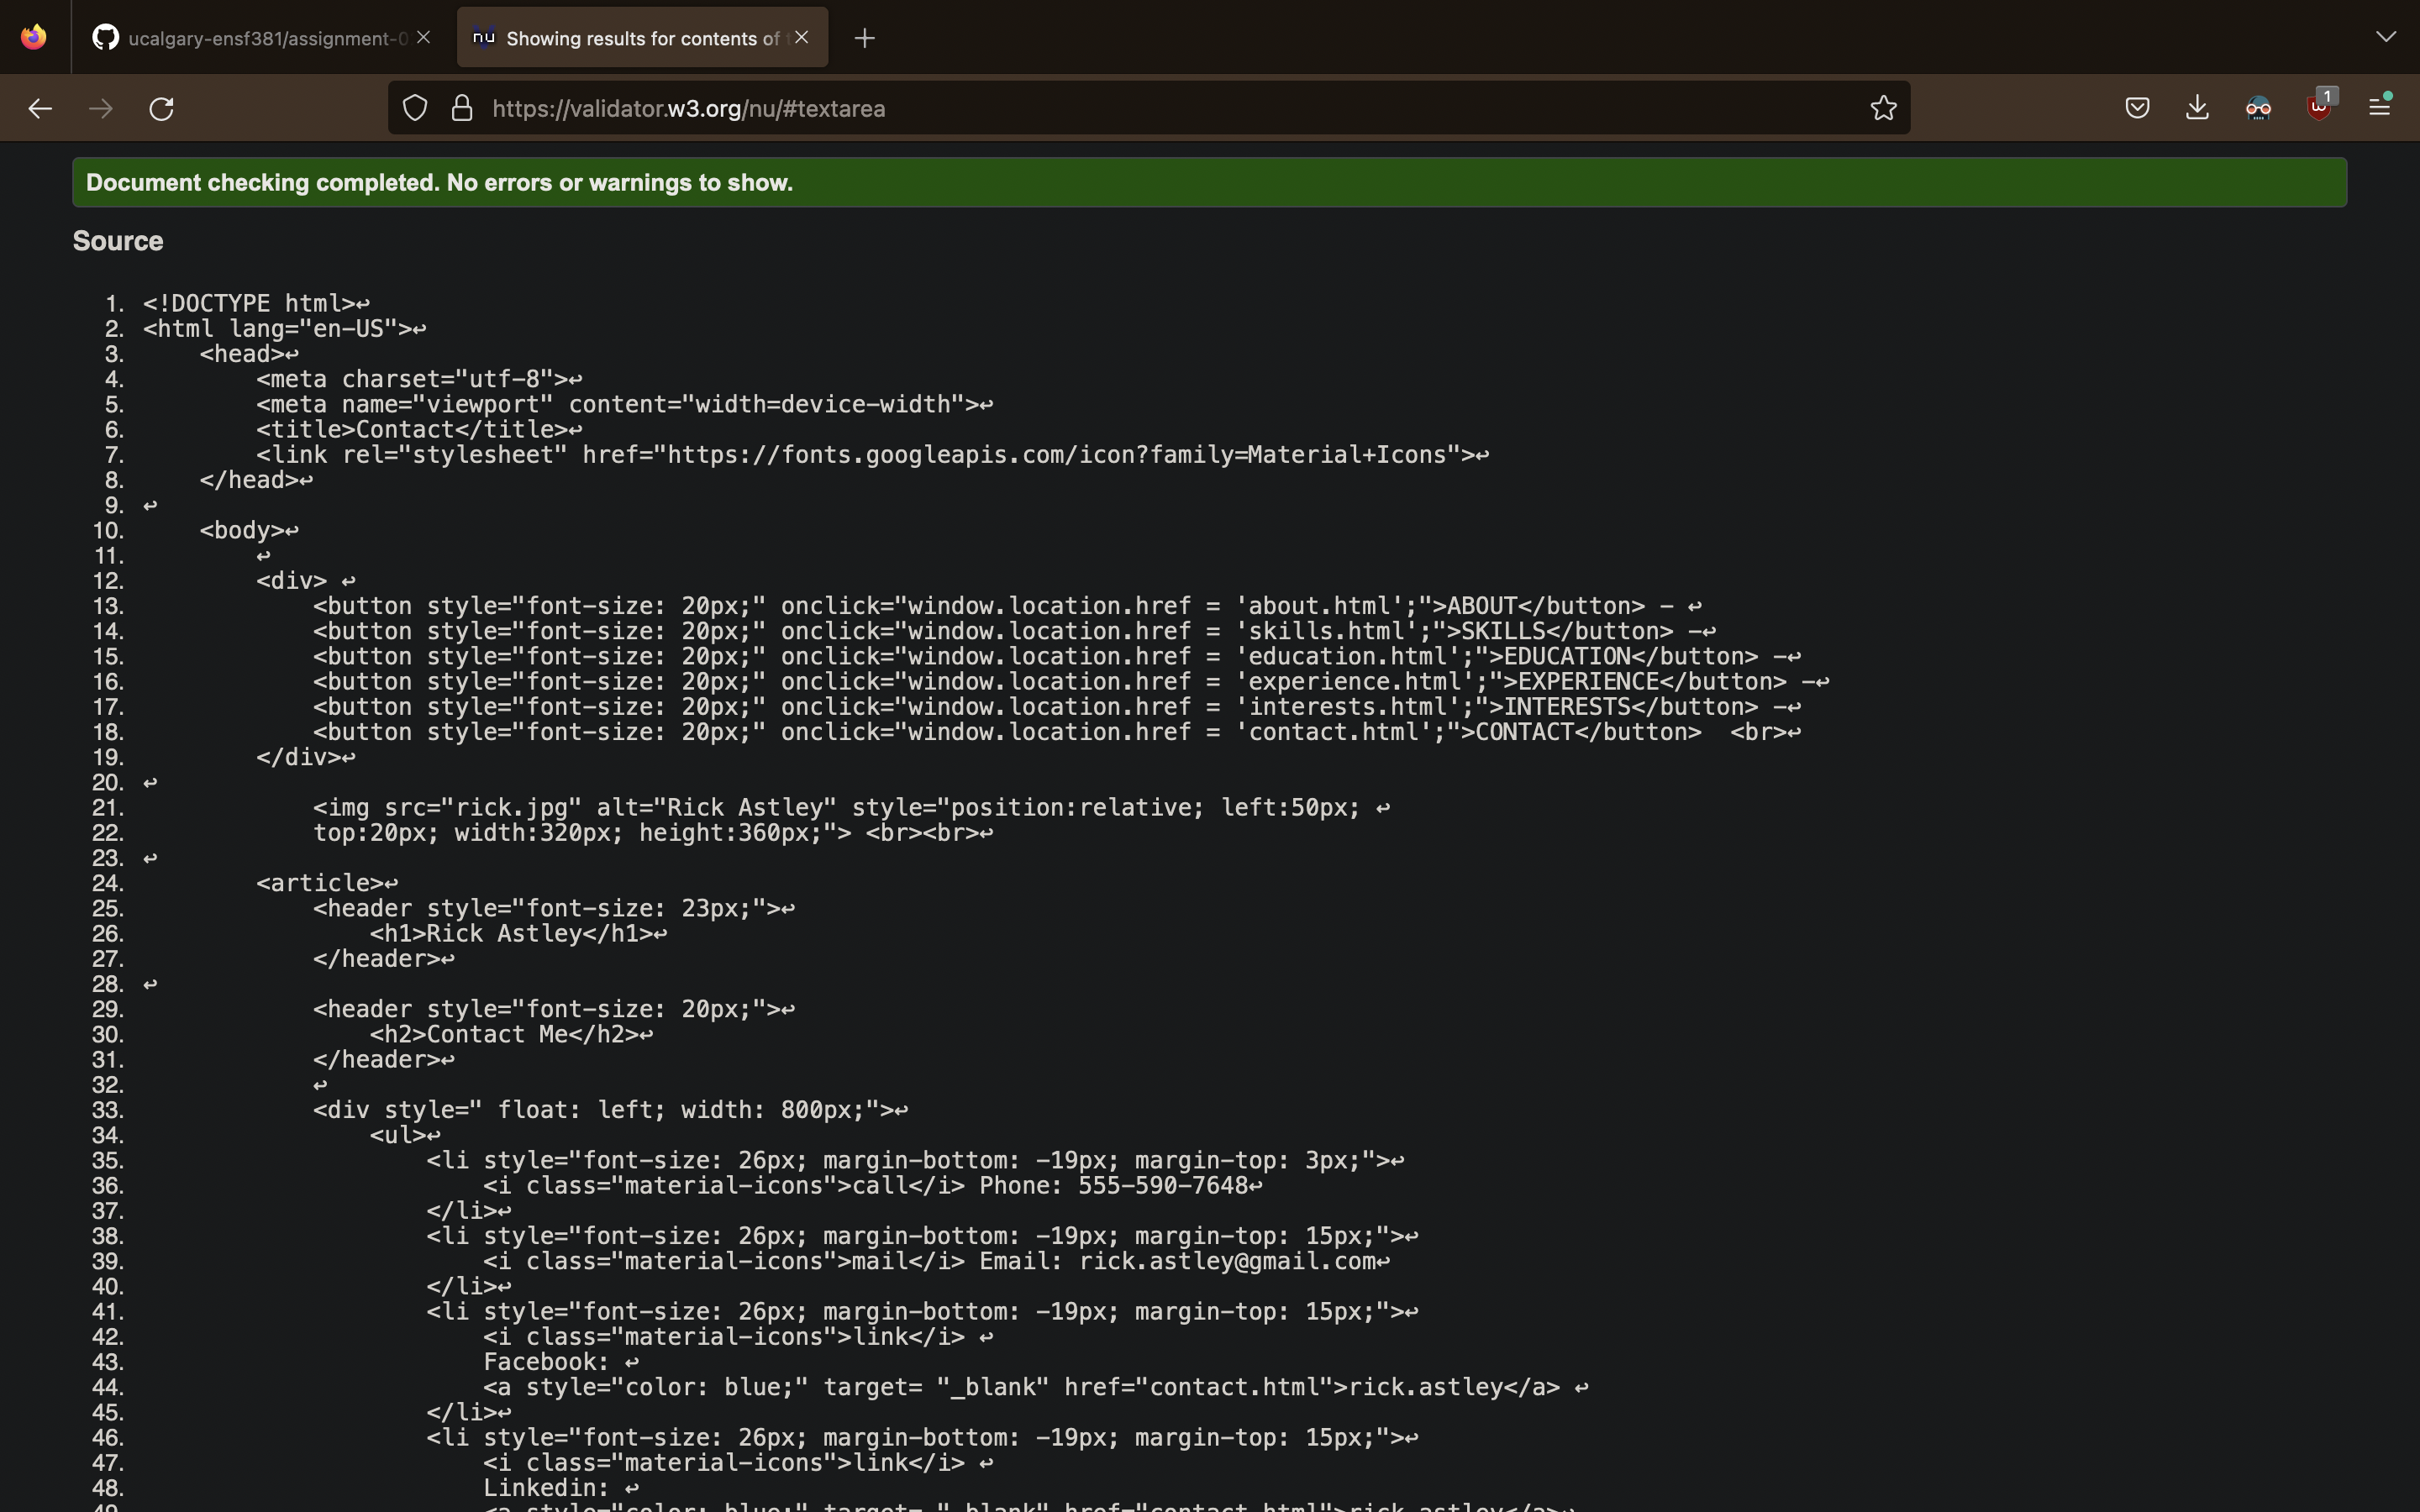 ucalgary-ensf381/assignment-0
nu Showing results for contents of
https://validator.w3.org/nu/#textarea
1
Document checking completed. No errors or warnings to show.
Source
1. <!DOCTYPE html>↩
2. <html lang="en-US">↩
3. <head>↩
4. <meta charset="utf-8">↩
5. <meta name="viewport" content="width=device-width">↩
6. <title>Contact</title>↩
7. <link rel="stylesheet" href="https://fonts.googleapis.com/icon?family=Material+Icons">↩
8. </head>↩
9. ↩
10. <body>↩
11. ↩
12. <div> ↩
13. <button style="font-size: 20px;" onclick="window.location.href = 'about.html';">ABOUT</button> - ↩
14. <button style="font-size: 20px;" onclick="window.location.href = 'skills.html';">SKILLS</button> -↩
15. <button style="font-size: 20px;" onclick="window.location.href = 'education.html';">EDUCATION</button> -↩
16. <button style="font-size: 20px;" onclick="window.location.href = 'experience.html';">EXPERIENCE</button> -↩
17. <button style="font-size: 20px;" onclick="window.location.href = 'interests.html';">INTERESTS</button> -↩
18. <button style="font-size: 20px;" onclick="window.location.href = 'contact.html';">CONTACT</button>  <br>↩
19. </div>↩
20. ↩
21. <img src="rick.jpg" alt="Rick Astley" style="position:relative; left:50px; ↩
22. top:20px; width:320px; height:360px;"> <br><br>↩
23. ↩
24. <article>↩
25. <header style="font-size: 23px;">↩
26. <h1>Rick Astley</h1>↩
27. </header>↩
28. ↩
29. <header style="font-size: 20px;">↩
30. <h2>Contact Me</h2>↩
31. </header>↩
32. ↩
33. <div style=" float: left; width: 800px;">↩
34. <ul>↩
35. <li style="font-size: 26px; margin-bottom: -19px; margin-top: 3px;">↩
36. <i class="material-icons">call</i> Phone: 555-590-7648↩
37. </li>↩
38. <li style="font-size: 26px; margin-bottom: -19px; margin-top: 15px;">↩
39. <i class="material-icons">mail</i> Email: rick.astley@gmail.com↩
40. </li>↩
41. <li style="font-size: 26px; margin-bottom: -19px; margin-top: 15px;">↩
42. <i class="material-icons">link</i> ↩
43. Facebook: ↩
44. <a style="color: blue;" target= "_blank" href="contact.html">rick.astley</a> ↩
45. </li>↩
46. <li style="font-size: 26px; margin-bottom: -19px; margin-top: 15px;">↩
47. <i class="material-icons">link</i> ↩
48. Linkedin: ↩
49. <a style="color: blue;" target= "_blank" href="contact.html">rick.astley</a>↩